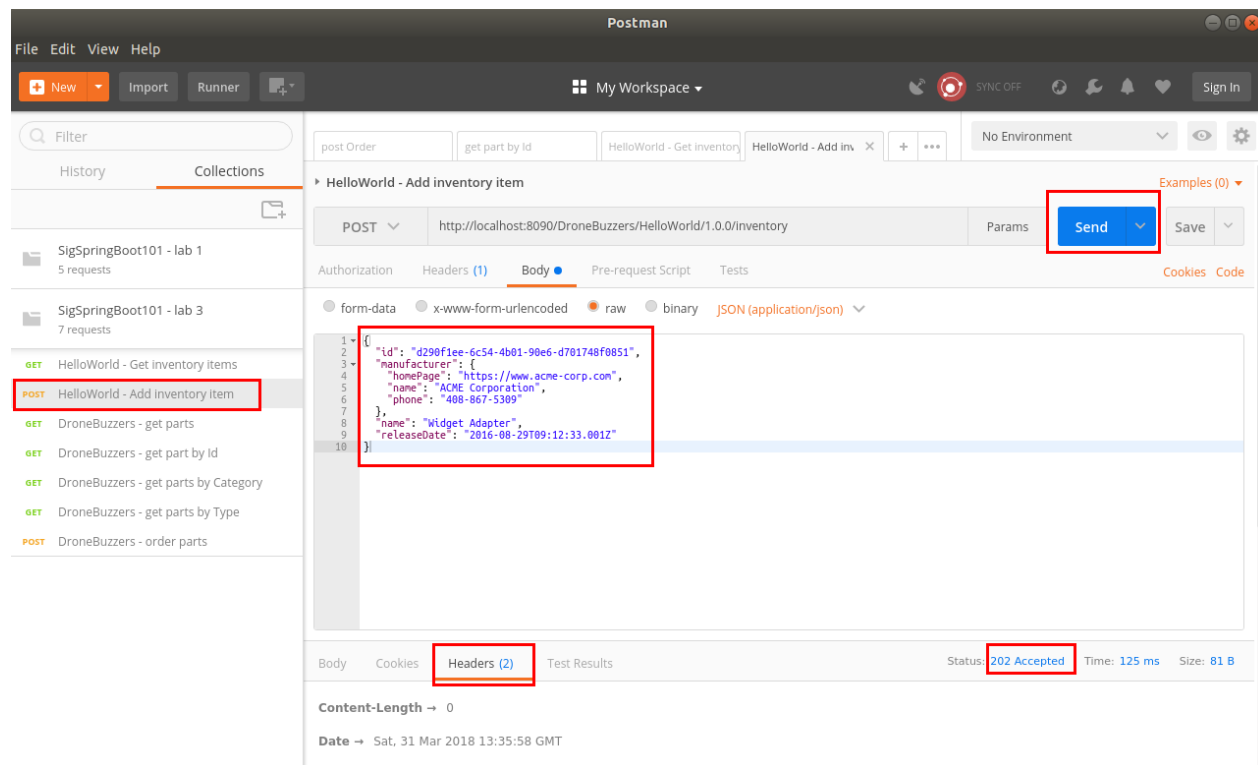 Postman
File Edit View Help
New Import Runner My Workspace SYNC OFF Sign In
Filter
History Collections
SigSpringBoot101 - lab 1
5 requests
SigSpringBoot101 - lab 3
7 requests
GET HelloWorld - Get inventory items
POST HelloWorld - Add inventory item
GET DroneBuzzers - get parts
GET DroneBuzzers - get part by Id
GET DroneBuzzers - get parts by Category
GET DroneBuzzers - get parts by Type
POST DroneBuzzers - order parts
post Order get part by Id HelloWorld - Get inventory HelloWorld - Add inv No Environment
HelloWorld - Add inventory item Examples (0)
POST http://localhost:8090/DroneBuzzers/HelloWorld/1.0.0/inventory Params Send Save
Authorization Headers (1) Body Pre-request Script Tests Cookies Code
form-data x-www-form-urlencoded raw binary JSON (application/json)
1 {
2 "id": "d290f1ee-6c54-4b01-90e6-d701748f0851",
3 "manufacturer": {
4 "homePage": "https://www.acme-corp.com",
5 "name": "ACME Corporation",
6 "phone": "408-867-5309"
7 },
8 "name": "Widget Adapter",
9 "releaseDate": "2016-08-29T09:12:33.001Z"
10 }
Body Cookies Headers (2) Test Results Status: 202 Accepted Time: 125 ms Size: 81 B
Content-Length → 0
Date → Sat, 31 Mar 2018 13:35:58 GMT